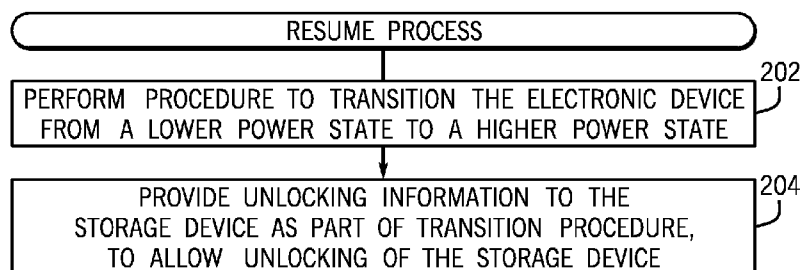 RESUME PROCESS
202
PERFORM PROCEDURE TO TRANSITION THE ELECTRONIC DEVICE
FROM A LOWER POWER STATE TO A HIGHER POWER STATE
204
PROVIDE UNLOCKING INFORMATION TO THE
STORAGE DEVICE AS PART OF TRANSITION PROCEDURE,
TO ALLOW UNLOCKING OF THE STORAGE DEVICE